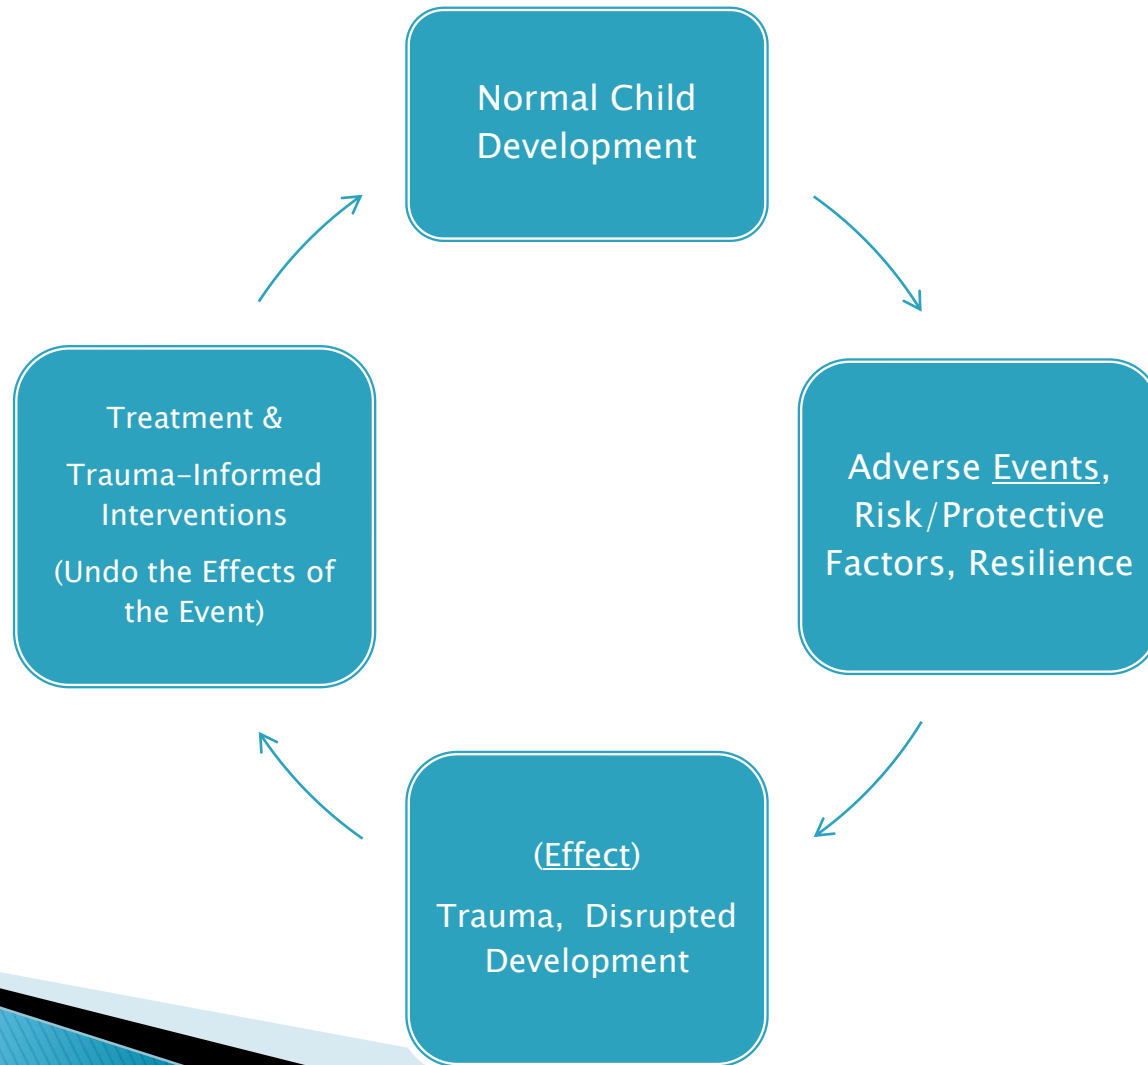 Normal Child
Development
Adverse Events,
Risk/Protective
Factors, Resilience
(Effect)
Trauma, Disrupted
Development
Treatment &
Trauma-Informed
Interventions
(Undo the Effects of
the Event)